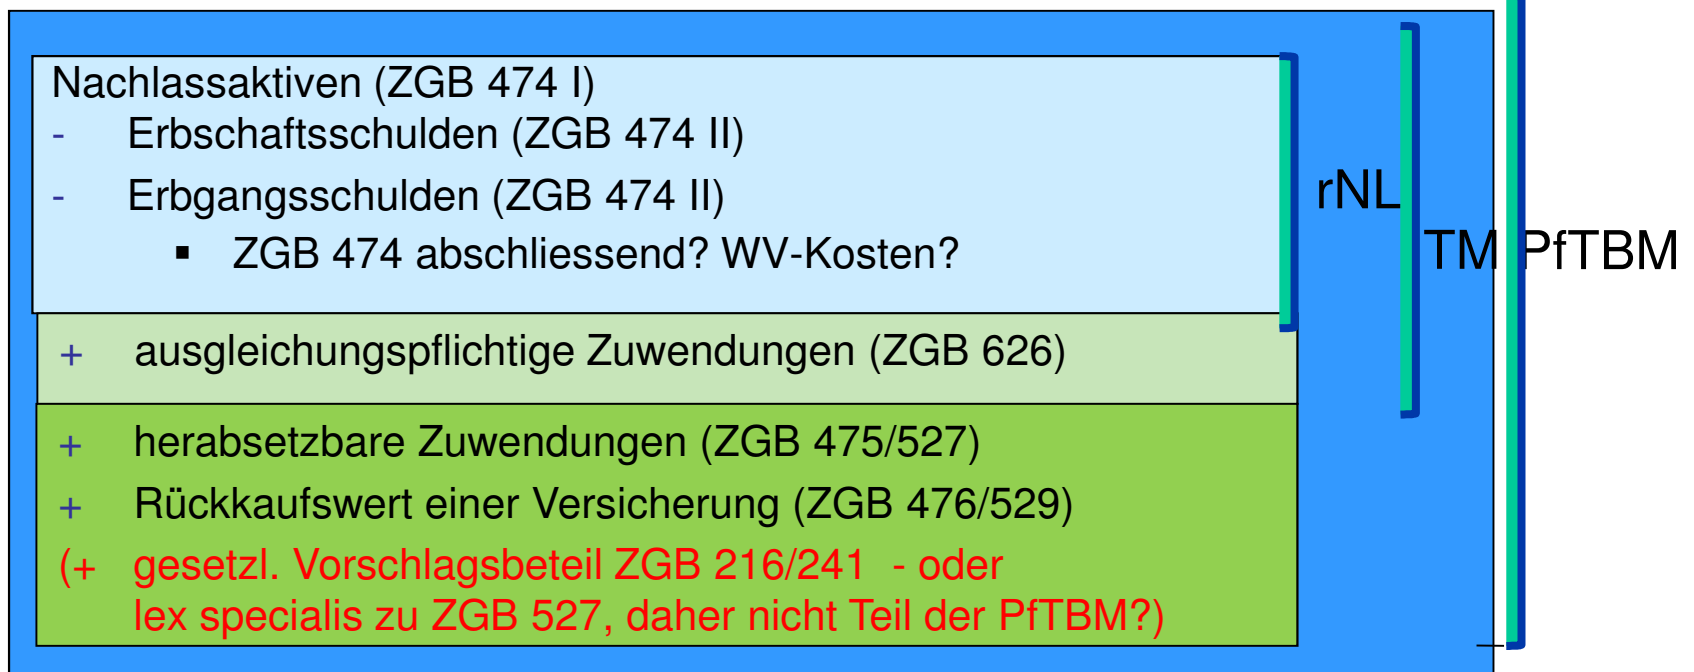 Nachlassaktiven (ZGB 474 I)
- Erbschaftsschulden (ZGB 474 II)
- Erbgangsschulden (ZGB 474 II)
▪ ZGB 474 abschliessend? WV-Kosten?
rNL
TM
PfTBM
+ ausgleichungspflichtige Zuwendungen (ZGB 626)
+ herabsetzbare Zuwendungen (ZGB 475/527)
+ Rückkaufswert einer Versicherung (ZGB 476/529)
(+ gesetzl. Vorschlagsbeteil ZGB 216/241 - oder
lex specialis zu ZGB 527, daher nicht Teil der PfTBM?)